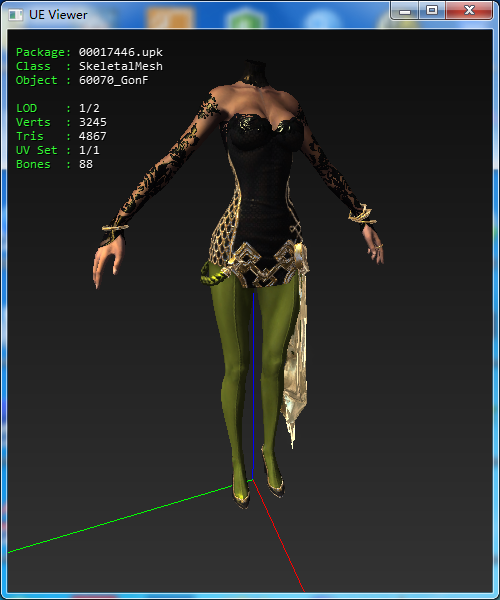 UE Viewer
Package: 00017446.upk
Class : SkeletalMesh
Object : 60070_GonF
LOD : 1/2
Verts : 3245
Tris : 4867
UV Set : 1/1
Bones : 88